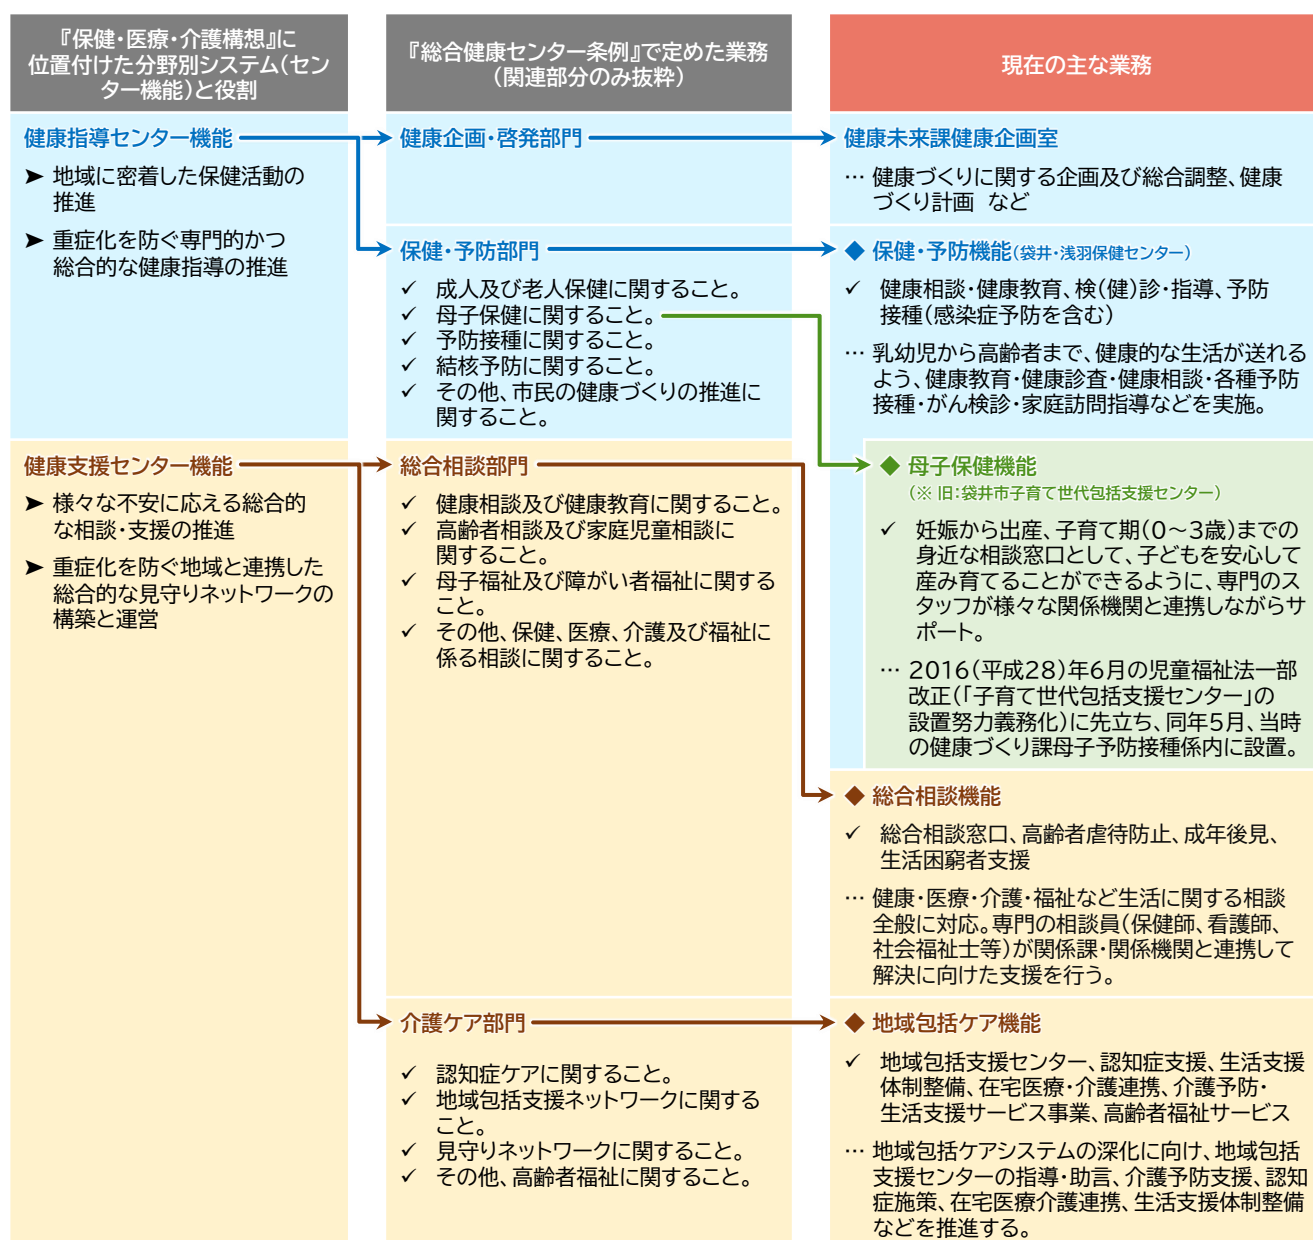 『保健・医療・介護構想』に
位置付けた分野別システム(セン
ター機能)と役割
『総合健康センター条例』で定めた業務
(関連部分のみ抜粋)
現在の主な業務
健康指導センター機能
➤ 地域に密着した保健活動の
推進
➤ 重症化を防ぐ専門的かつ
総合的な健康指導の推進
健康企画・啓発部門
健康未来課健康企画室
… 健康づくりに関する企画及び総合調整、健康
づくり計画 など
保健・予防部門
✓ 成人及び老人保健に関すること。
✓ 母子保健に関すること。
✓ 予防接種に関すること。
✓ 結核予防に関すること。
✓ その他、市民の健康づくりの推進に
関すること。
◆ 保健・予防機能(袋井・浅羽保健センター)
✓ 健康相談・健康教育、検(健)診・指導、予防
接種(感染症予防を含む)
… 乳幼児から高齢者まで、健康的な生活が送れる
よう、健康教育・健康診査・健康相談・各種予防
接種・がん検診・家庭訪問指導などを実施。
◆ 母子保健機能
(※ 旧:袋井市子育て世代包括支援センター)
✓ 妊娠から出産、子育て期(0～3歳)までの
身近な相談窓口として、子どもを安心して
産み育てることができるように、専門のス
タッフが様々な関係機関と連携しながらサ
ポート。
… 2016(平成28)年6月の児童福祉法一部
改正(「子育て世代包括支援センター」の
設置努力義務化)に先立ち、同年5月、当時
の健康づくり課母子予防接種係内に設置。
健康支援センター機能
➤ 様々な不安に応える総合的
な相談・支援の推進
➤ 重症化を防ぐ地域と連携した
総合的な見守りネットワークの
構築と運営
総合相談部門
✓ 健康相談及び健康教育に関すること。
✓ 高齢者相談及び家庭児童相談に
関すること。
✓ 母子福祉及び障がい者福祉に関する
こと。
✓ その他、保健、医療、介護及び福祉に
係る相談に関すること。
◆ 総合相談機能
✓ 総合相談窓口、高齢者虐待防止、成年後見、
生活困窮者支援
… 健康・医療・介護・福祉など生活に関する相談
全般に対応。専門の相談員(保健師、看護師、
社会福祉士等)が関係課・関係機関と連携して
解決に向けた支援を行う。
介護ケア部門
✓ 認知症ケアに関すること。
✓ 地域包括支援ネットワークに関する
こと。
✓ 見守りネットワークに関すること。
✓ その他、高齢者福祉に関すること。
◆ 地域包括ケア機能
✓ 地域包括支援センター、認知症支援、生活支援
体制整備、在宅医療・介護連携、介護予防・
生活支援サービス事業、高齢者福祉サービス
… 地域包括ケアシステムの深化に向け、地域包括
支援センターの指導・助言、介護予防支援、認知
症施策、在宅医療介護連携、生活支援体制整備
などを推進する。